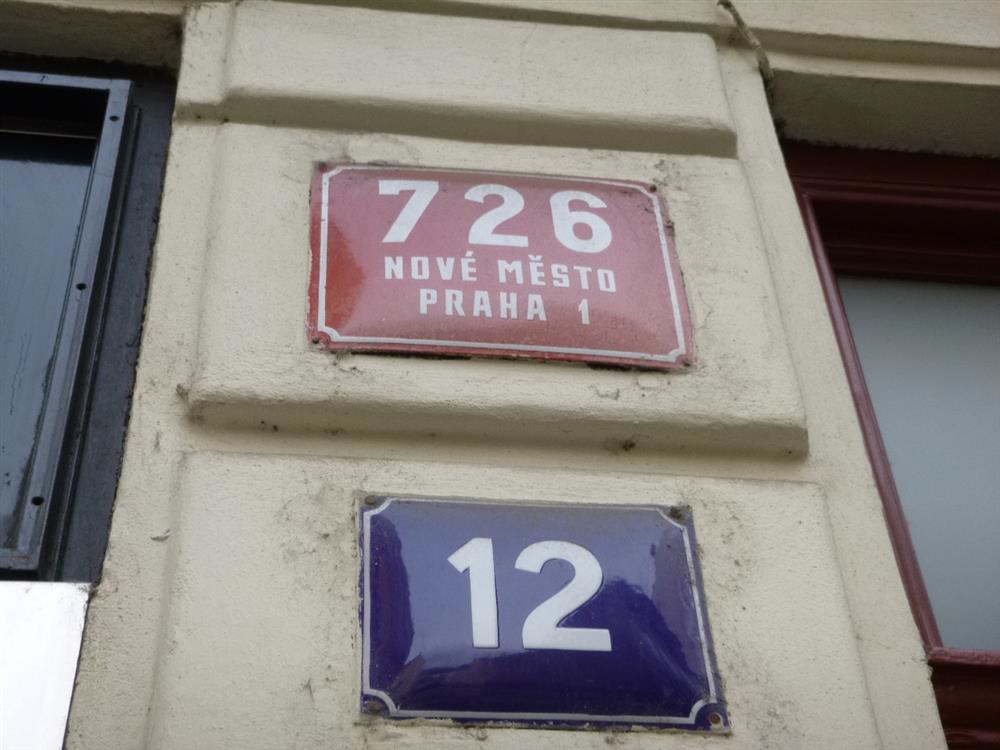 726
NOVÉ MĚSTO
PRAHA 1
12